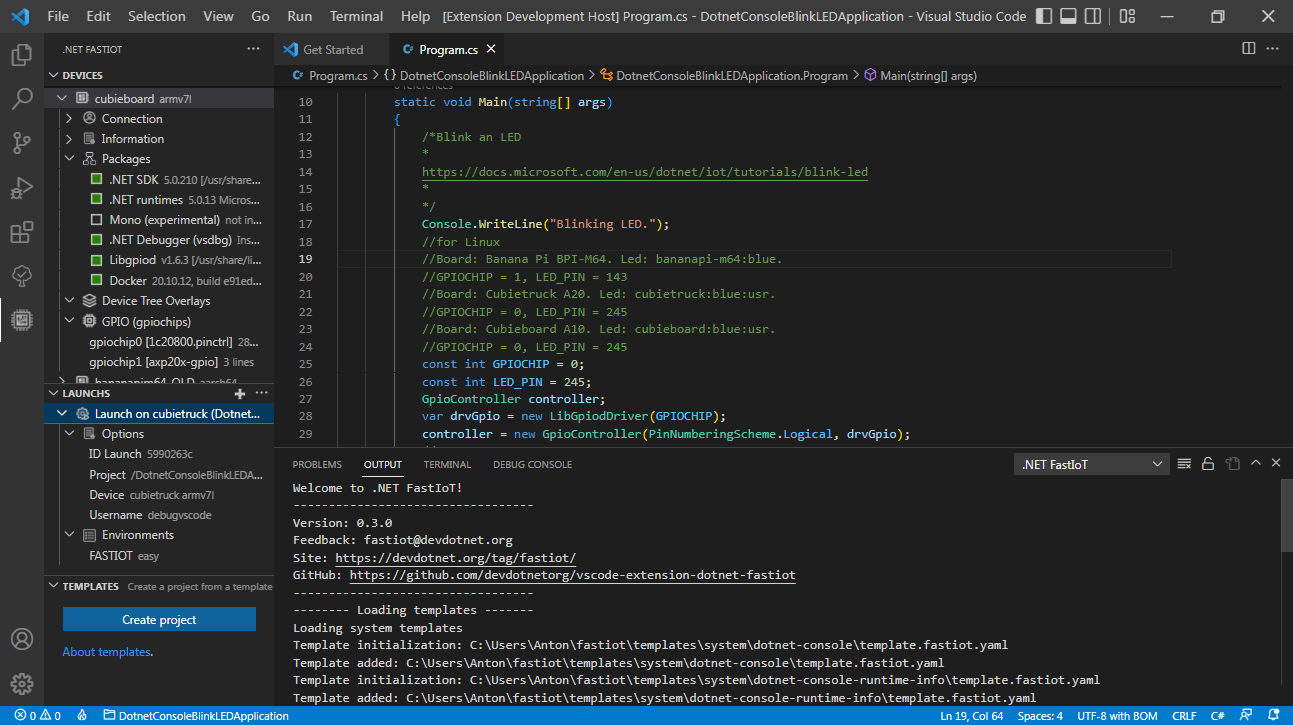 File Edit Selection View Go Run Terminal Help [Extension Development Host] Program.cs - DotnetConsoleBlinkLEDApplication - Visual Studio Code
.NET FASTIOT ···
DEVICES
cubieboard armv7l
Connection
Information
Packages
.NET SDK 5.0.210 [/usr/share...
.NET runtimes 5.0.13 Micros...
Mono (experimental) not in...
.NET Debugger (vsdbg) Ins...
Libgpiod v1.6.3 [/usr/share/li...
Docker 20.10.12, build e91ed...
Device Tree Overlays
GPIO (gpiochips)
gpiochip0 [1c20800.pinctrl] 28...
gpiochip1 [axp20x-gpio] 3 lines
bananapim64_OLD aarch64
LAUNCHS
Launch on cubietruck (Dotnet...
Options
ID Launch 5990263c
Project /DotnetConsoleBlinkLEDA...
Device cubietruck armv7l
Username debugvscode
Environments
FASTIOT easy
TEMPLATES Create a project from a template
Create project
About templates.
Get Started
C# Program.cs
C# Program.cs > { } DotnetConsoleBlinkLEDApplication > DotnetConsoleBlinkLEDApplication.Program > Main(string[] args)
0 references
10 static void Main(string[] args)
11 {
12 /*Blink an LED
13 *
14 https://docs.microsoft.com/en-us/dotnet/iot/tutorials/blink-led
15 *
16 */
17 Console.WriteLine("Blinking LED.");
18 //for Linux
19 //Board: Banana Pi BPI-M64. Led: bananapi-m64:blue.
20 //GPIOCHIP = 1, LED_PIN = 143
21 //Board: Cubietruck A20. Led: cubietruck:blue:usr.
22 //GPIOCHIP = 0, LED_PIN = 245
23 //Board: Cubieboard A10. Led: cubieboard:blue:usr.
24 //GPIOCHIP = 0, LED_PIN = 245
25 const int GPIOCHIP = 0;
26 const int LED_PIN = 245;
27 GpioController controller;
28 var drvGpio = new LibGpiodDriver(GPIOCHIP);
29 controller = new GpioController(PinNumberingScheme.Logical, drvGpio);
PROBLEMS OUTPUT TERMINAL DEBUG CONSOLE .NET FastIoT
Welcome to .NET FastIoT!
----------------------------------
Version: 0.3.0
Feedback: fastiot@devdotnet.org
Site: https://devdotnet.org/tag/fastiot/
GitHub: https://github.com/devdotnetorg/vscode-extension-dotnet-fastiot
----------------------------------
-------- Loading templates -------
Loading system templates
Template initialization: C:\Users\Anton\fastiot\templates\system\dotnet-console\template.fastiot.yaml
Template added: C:\Users\Anton\fastiot\templates\system\dotnet-console\template.fastiot.yaml
Template initialization: C:\Users\Anton\fastiot\templates\system\dotnet-console-runtime-info\template.fastiot.yaml
Template added: C:\Users\Anton\fastiot\templates\system\dotnet-console-runtime-info\template.fastiot.yaml
0 0 DotnetConsoleBlinkLEDApplication Ln 19, Col 64 Spaces: 4 UTF-8 with BOM CRLF C#